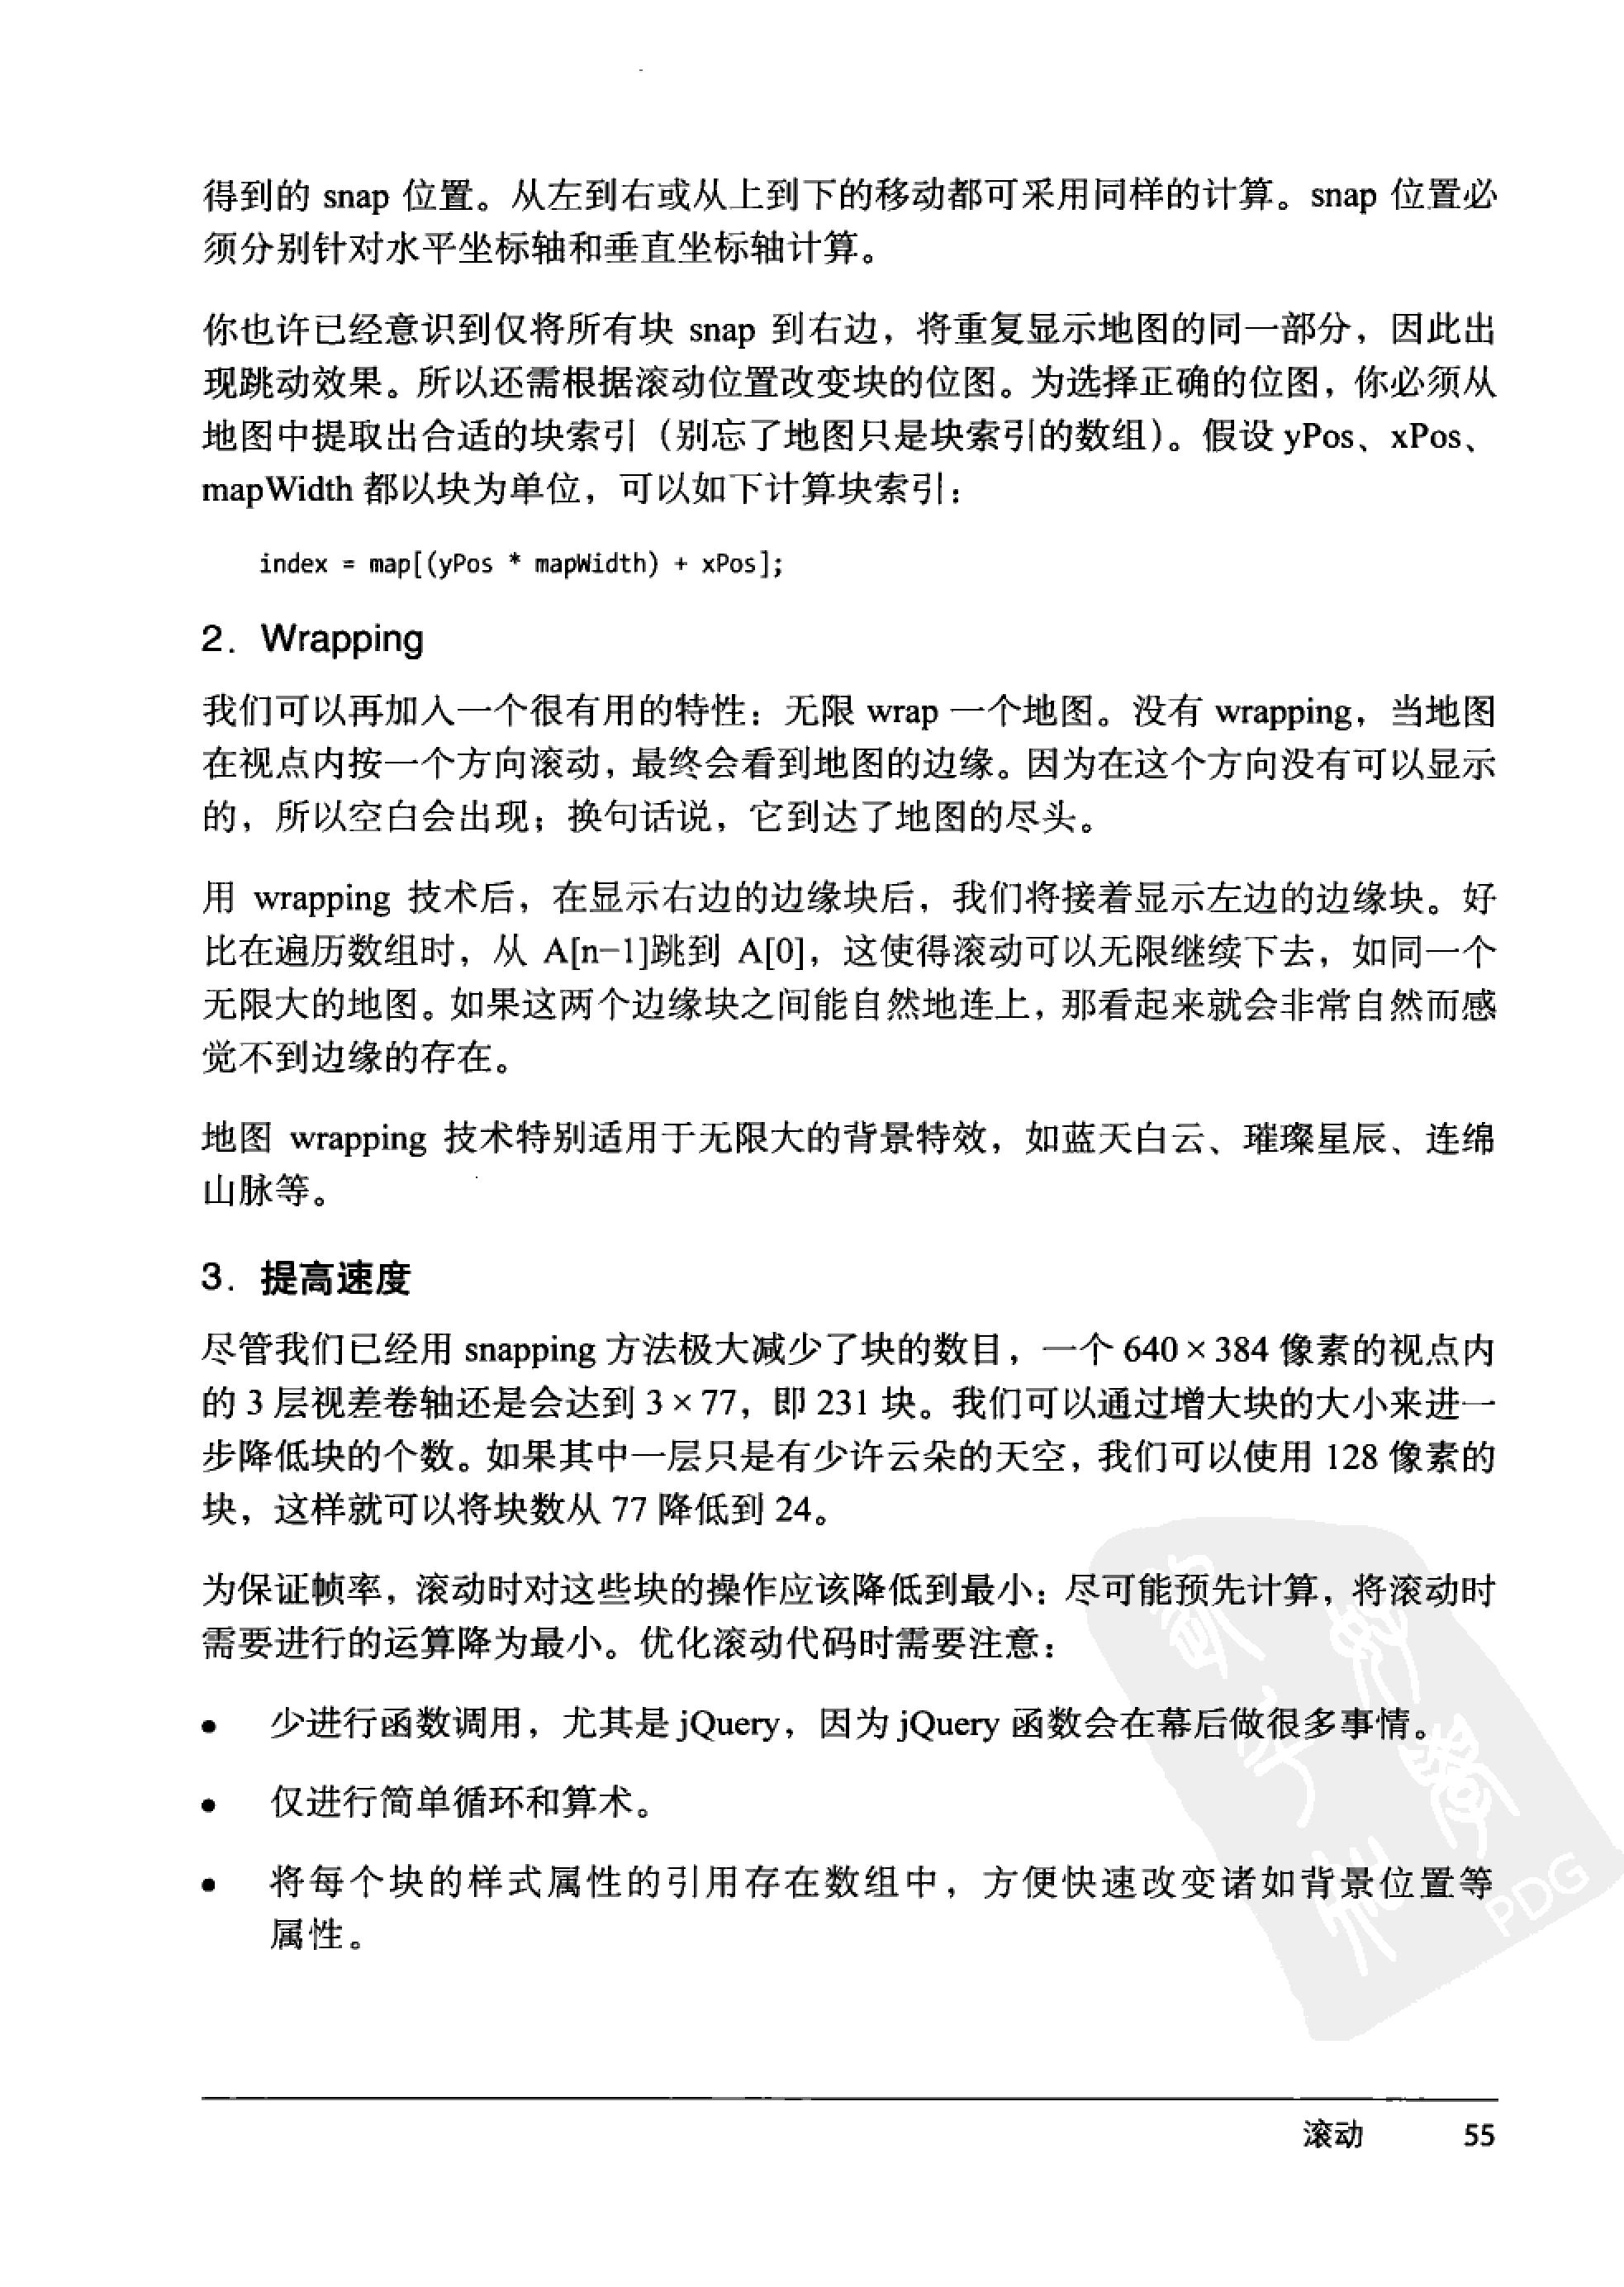 得到的 snap 位置。从左到右或从上到下的移动都可采用同样的计算。snap 位置必
须分别针对水平坐标轴和垂直坐标轴计算。
你也许已经意识到仅将所有块 snap 到右边，将重复显示地图的同一部分，因此出
现跳动效果。所以还需根据滚动位置改变块的位图。为选择正确的位图，你必须从
地图中提取出合适的块索引（别忘了地图只是块索引的数组）。假设 yPos、xPos、
mapWidth 都以块为单位，可以如下计算块索引：
index = map[(yPos * mapWidth) + xPos];
2．Wrapping
我们可以再加入一个很有用的特性：无限 wrap 一个地图。没有 wrapping，当地图
在视点内按一个方向滚动，最终会看到地图的边缘。因为在这个方向没有可以显示
的，所以空白会出现；换句话说，它到达了地图的尽头。
用 wrapping 技术后，在显示右边的边缘块后，我们将接着显示左边的边缘块。好
比在遍历数组时，从 A[n−1]跳到 A[0]，这使得滚动可以无限继续下去，如同一个
无限大的地图。如果这两个边缘块之间能自然地连上，那看起来就会非常自然而感
觉不到边缘的存在。
地图 wrapping 技术特别适用于无限大的背景特效，如蓝天白云、璀璨星辰、连绵
山脉等。
3．提高速度
尽管我们已经用 snapping 方法极大减少了块的数目，一个 640×384 像素的视点内
的 3 层视差卷轴还是会达到 3×77，即 231 块。我们可以通过增大块的大小来进一
步降低块的个数。如果其中一层只是有少许云朵的天空，我们可以使用 128 像素的
块，这样就可以将块数从 77 降低到 24。
为保证帧率，滚动时对这些块的操作应该降低到最小：尽可能预先计算，将滚动时
需要进行的运算降为最小。优化滚动代码时需要注意：
● 少进行函数调用，尤其是 jQuery，因为 jQuery 函数会在幕后做很多事情。
● 仅进行简单循环和算术。
● 将每个块的样式属性的引用存在数组中，方便快速改变诸如背景位置等
属性。
PDG
滚动 55